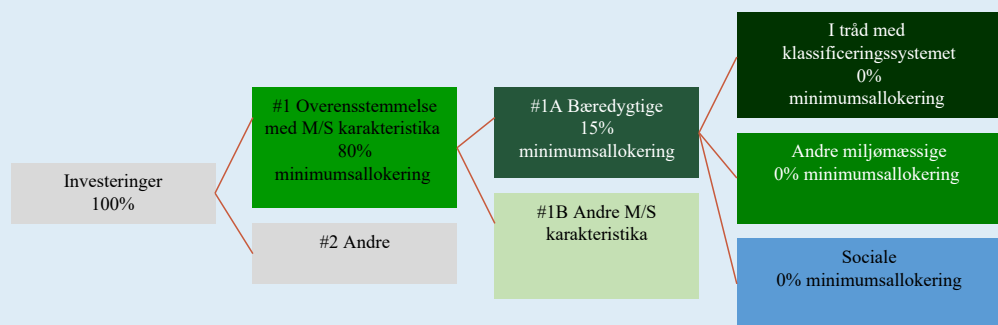 Investeringer
100%
#1 Overensstemmelse
med M/S karakteristika
80%
minimumsallokering
#2 Andre
#1A Bæredygtige
15%
minimumsallokering
#1B Andre M/S
karakteristika
I tråd med
klassificeringssystemet
0%
minimumsallokering
Andre miljømæssige
0% minimumsallokering
Sociale
0% minimumsallokering